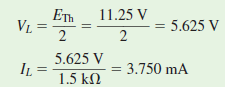 V_L = E_Th / 2 = 11.25 V / 2 = 5.625 V
I_L = 5.625 V / 1.5 kΩ = 3.750 mA